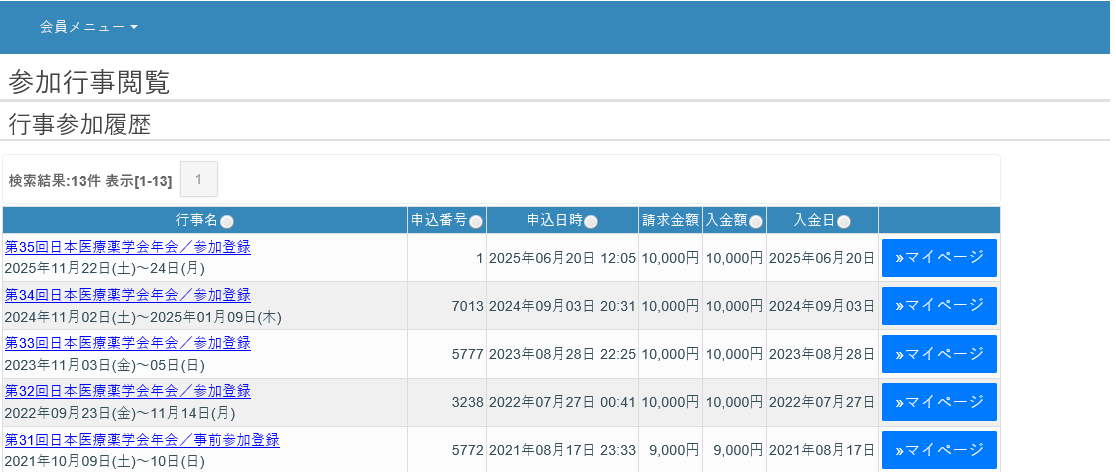 会員メニュー
参加行事閲覧
行事参加履歴
検索結果:13件 表示[1-13] 1
行事名 申込番号 申込日時 請求金額 入金額 入金日
第35回日本医療薬学会年会／参加登録
2025年11月22日(土)～24日(月)
1 2025年06月20日 12:05 10,000円 10,000円 2025年06月20日 »マイページ
第34回日本医療薬学会年会／参加登録
2024年11月02日(土)～2025年01月09日(木)
7013 2024年09月03日 20:31 10,000円 10,000円 2024年09月03日 »マイページ
第33回日本医療薬学会年会／参加登録
2023年11月03日(金)～05日(日)
5777 2023年08月28日 22:25 10,000円 10,000円 2023年08月28日 »マイページ
第32回日本医療薬学会年会／参加登録
2022年09月23日(金)～11月14日(月)
3238 2022年07月27日 00:41 10,000円 10,000円 2022年07月27日 »マイページ
第31回日本医療薬学会年会／事前参加登録
2021年10月09日(土)～10日(日)
5772 2021年08月17日 23:33 9,000円 9,000円 2021年08月17日 »マイページ